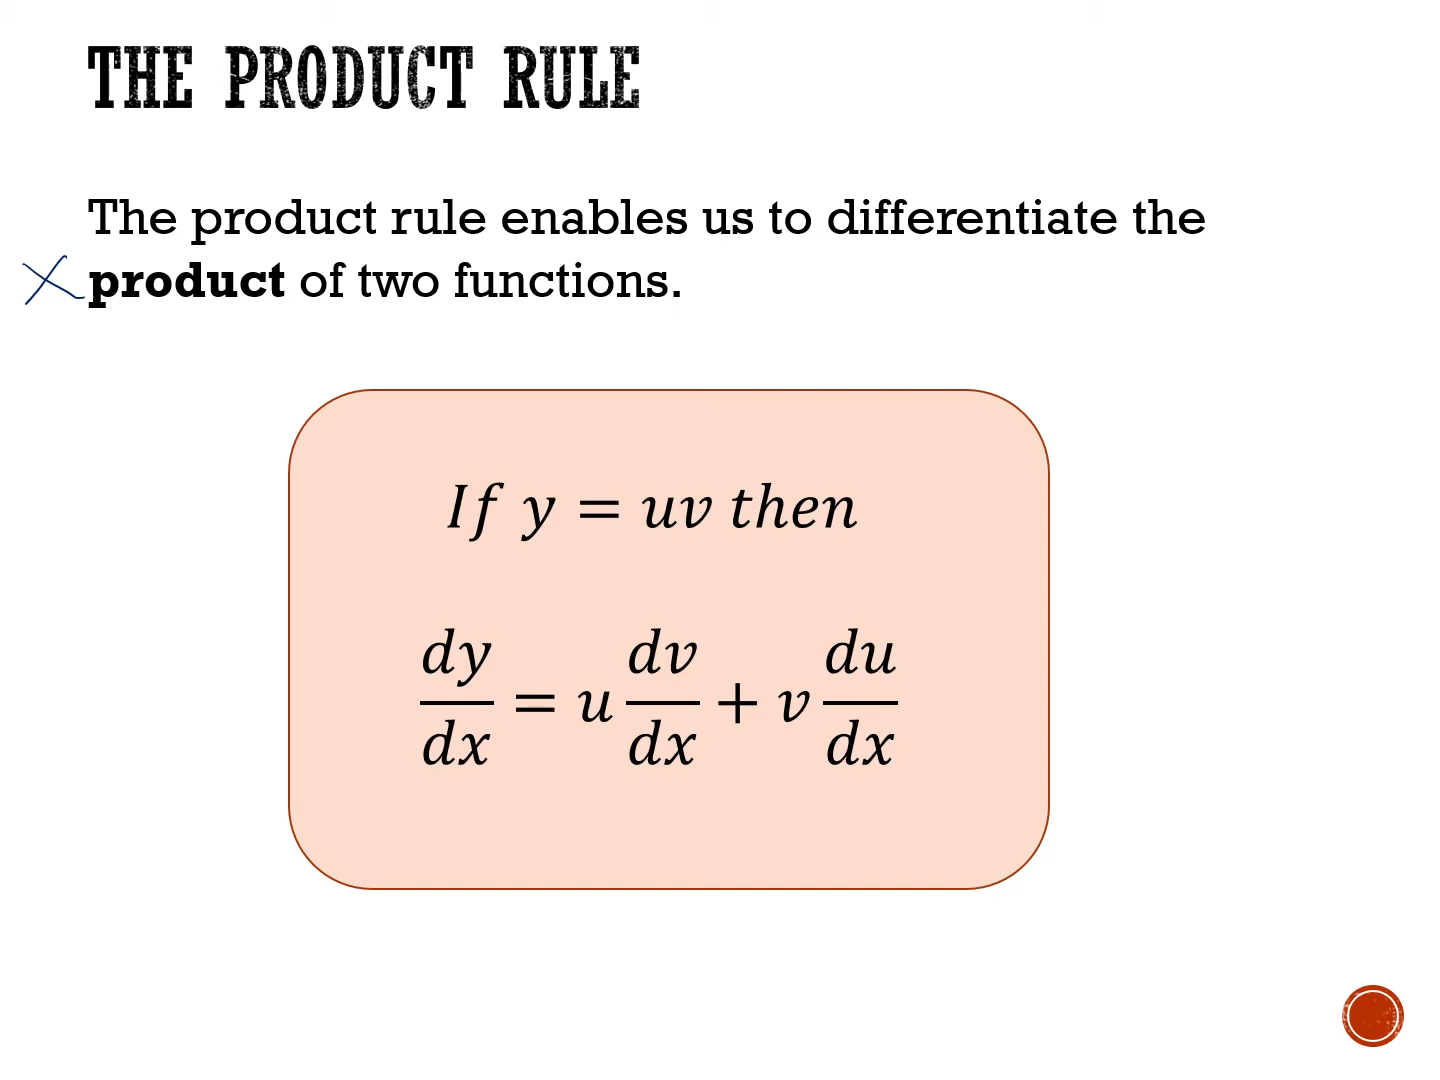 THE PRODUCT RULE
The product rule enables us to differentiate the
× product of two functions.
If y = uv then
dy/dx = u dv/dx + v du/dx